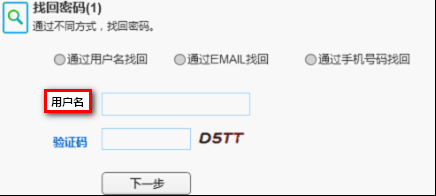 找回密码(1)
通过不同方式，找回密码。
通过用户名找回 通过EMAIL找回 通过手机号码找回
用户名
验证码 D5TT
下一步